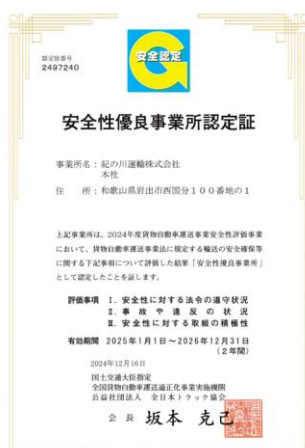 認定証番号
2497240
安全認定
安全性優良事業所認定証
事業所名：紀の川運輸株式会社
本社
住　所：和歌山県岩出市西国分１００番地の１
上記事業所は、2024年度貨物自動車運送事業安全性評価事業
において、貨物自動車運送事業法に規定する輸送の安全確保等
に関する下記事項について評価した結果「安全性優良事業所」
として認定したことを証します。
評価事項　Ⅰ. 安全性に対する法令の遵守状況
Ⅱ. 事故や違反の状況
Ⅲ. 安全性に対する取組の積極性
有効期間　2025年1月1日～2026年12月31日
（２年間）
2024年12月16日
国土交通大臣指定
全国貨物自動車運送適正化事業実施機関
公益社団法人　全日本トラック協会
会長　坂本 克己